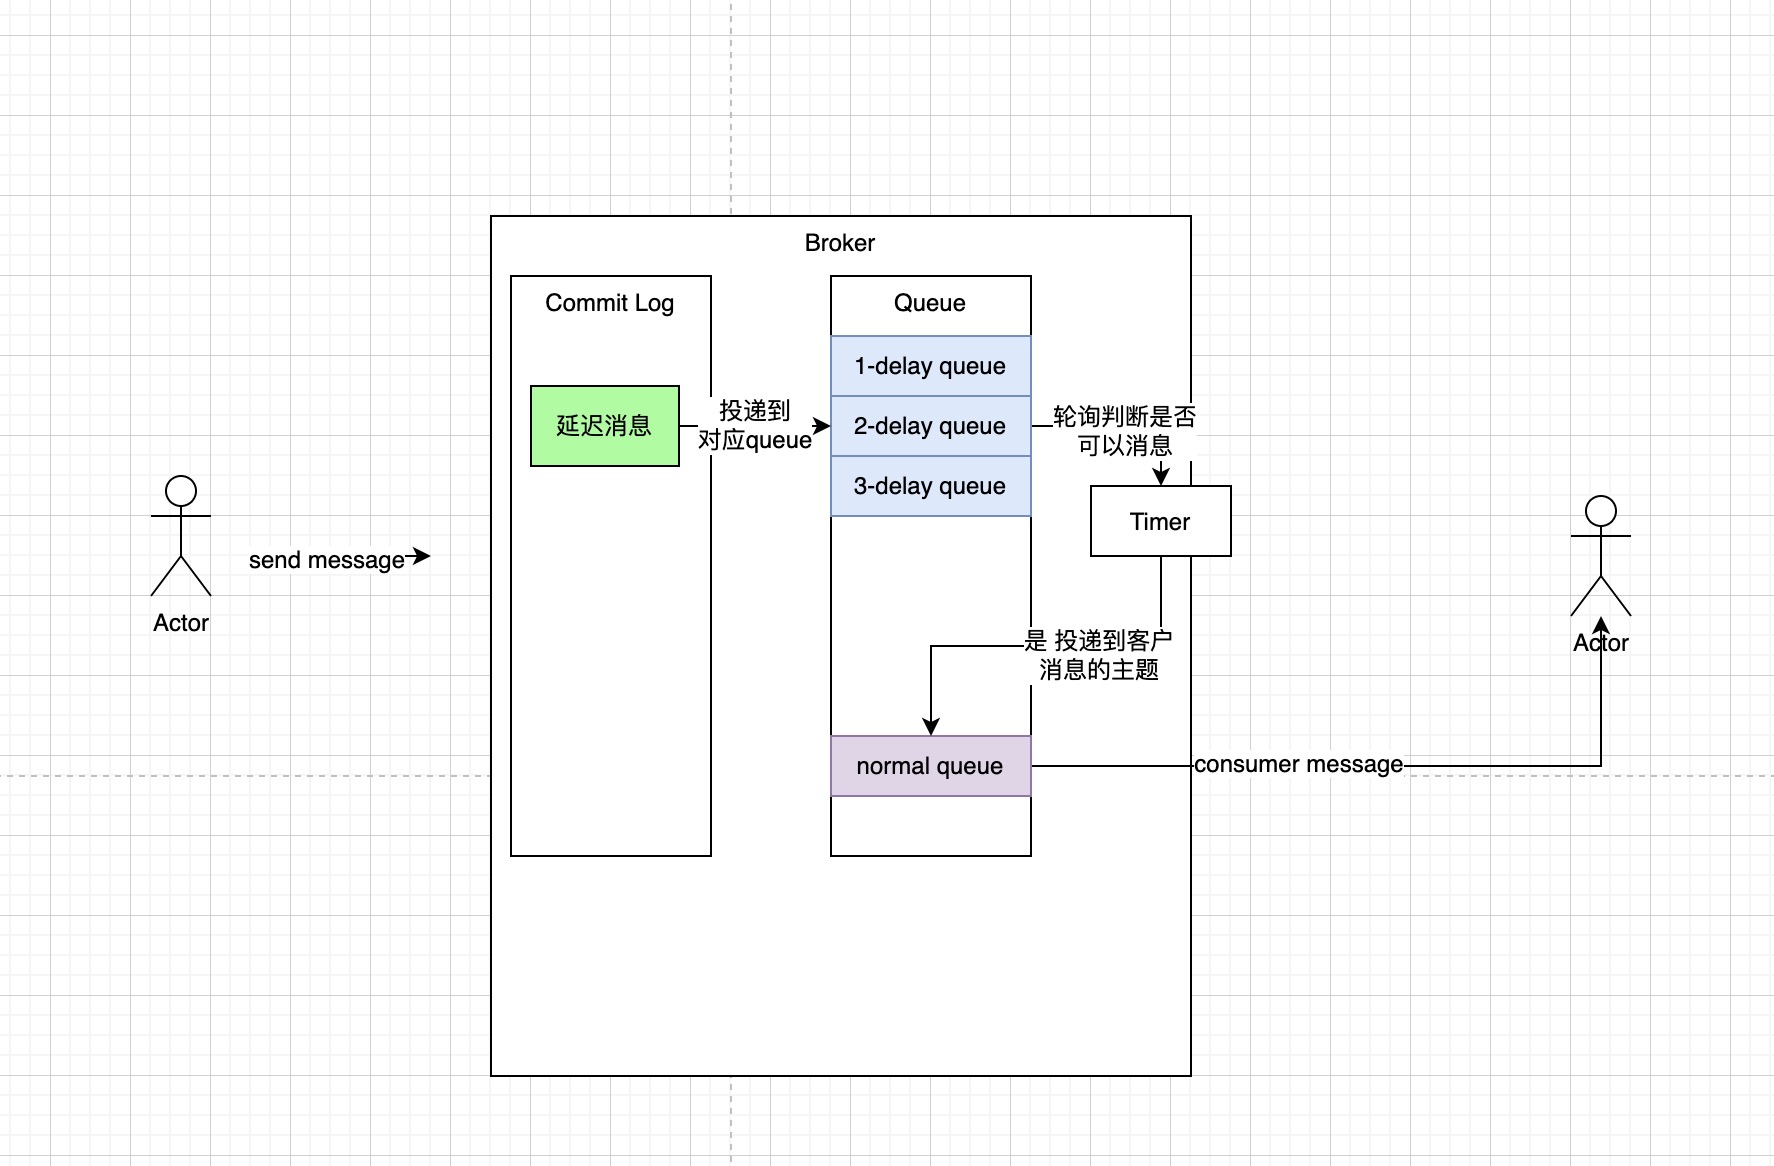 Broker
Commit Log
Queue
1-delay queue
延迟消息
投递到
对应queue
2-delay queue
轮询判断是否
可以消息
3-delay queue
Timer
send message
Actor
是 投递到客户
消息的主题
Actor
normal queue
consumer message